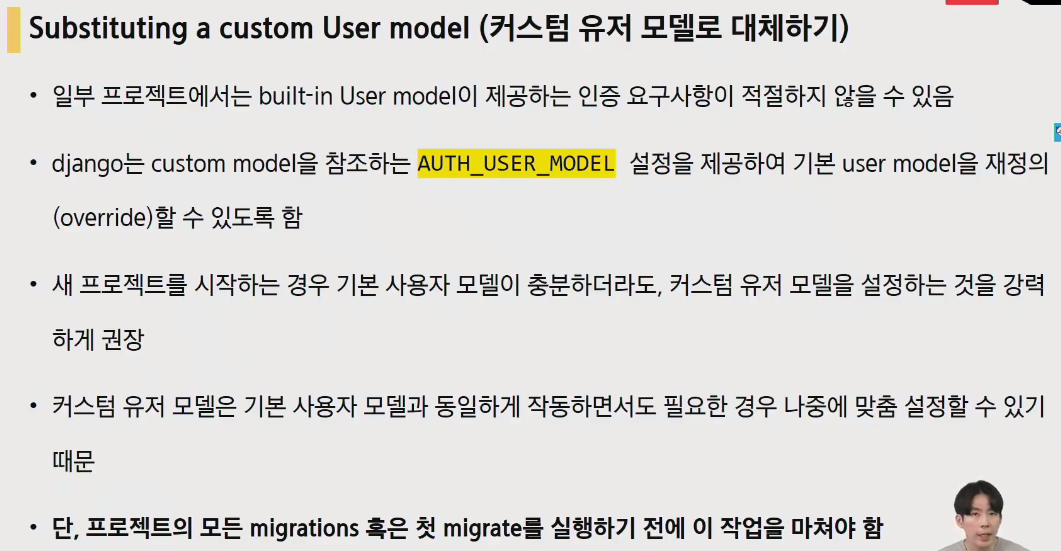 Substituting a custom User model (커스텀 유저 모델로 대체하기)
• 일부 프로젝트에서는 built-in User model이 제공하는 인증 요구사항이 적절하지 않을 수 있음
• django는 custom model을 참조하는 AUTH_USER_MODEL 설정을 제공하여 기본 user model을 재정의
(override)할 수 있도록 함
• 새 프로젝트를 시작하는 경우 기본 사용자 모델이 충분하더라도, 커스텀 유저 모델을 설정하는 것을 강력
하게 권장
• 커스텀 유저 모델은 기본 사용자 모델과 동일하게 작동하면서도 필요한 경우 나중에 맞춤 설정할 수 있기
때문
• 단, 프로젝트의 모든 migrations 혹은 첫 migrate를 실행하기 전에 이 작업을 마쳐야 함